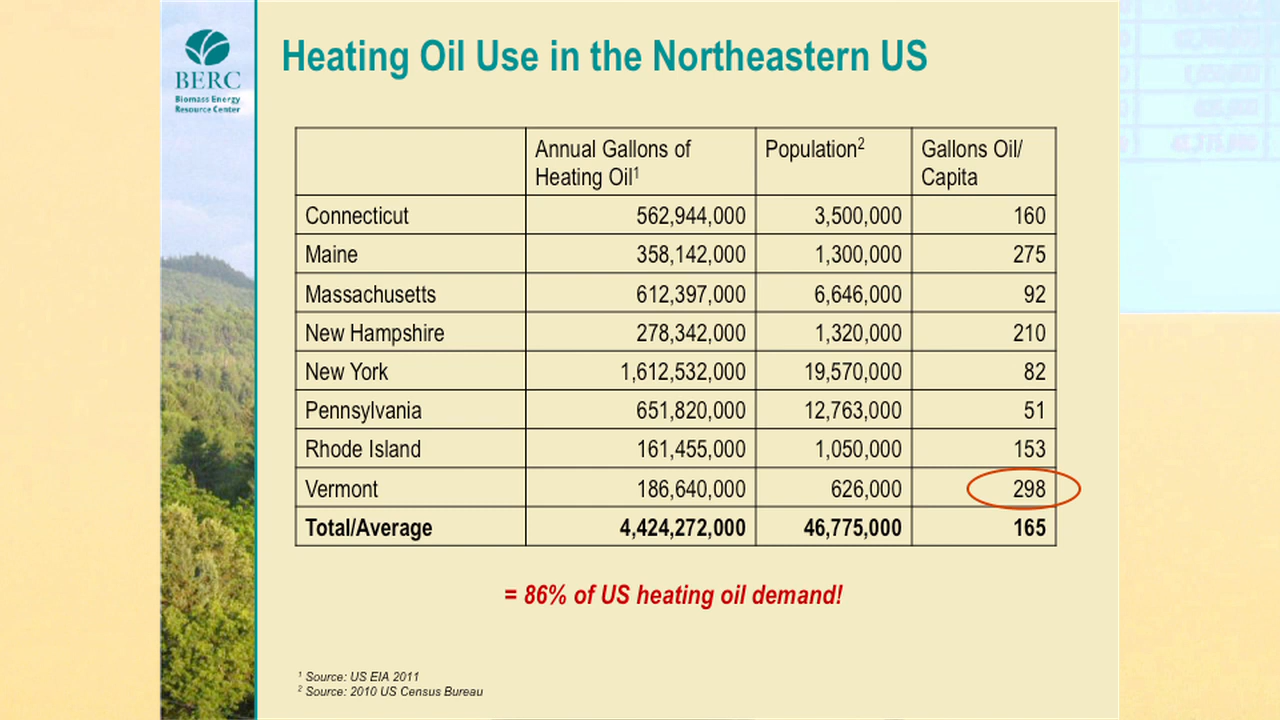 BERC
Biomass Energy
Resource Center
Heating Oil Use in the Northeastern US
Annual Gallons of Heating Oil¹ Population² Gallons Oil/ Capita
Connecticut 562,944,000 3,500,000 160
Maine 358,142,000 1,300,000 275
Massachusetts 612,397,000 6,646,000 92
New Hampshire 278,342,000 1,320,000 210
New York 1,612,532,000 19,570,000 82
Pennsylvania 651,820,000 12,763,000 51
Rhode Island 161,455,000 1,050,000 153
Vermont 186,640,000 626,000 298
Total/Average 4,424,272,000 46,775,000 165
= 86% of US heating oil demand!
¹ Source: US EIA 2011
² Source: 2010 US Census Bureau